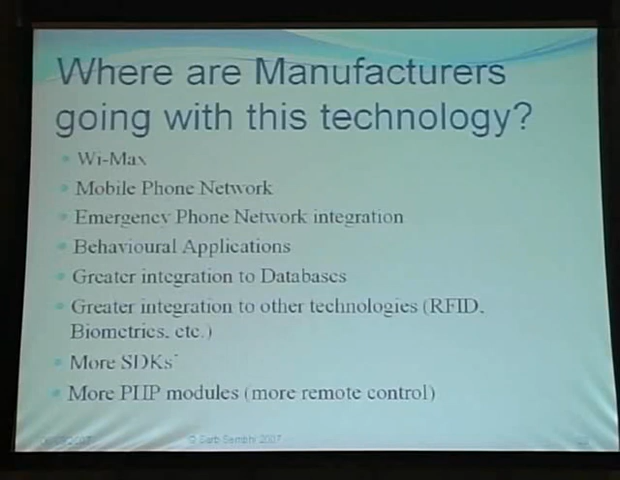 Where are Manufacturers
going with this technology?
Wi-Max
Mobile Phone Network
Emergency Phone Network integration
Behavioural Applications
Greater integration to Databases
Greater integration to other technologies (RFID,
Biometrics, etc.)
More SDKs
More PHP modules (more remote control)
© Sarb Sembhi 2007